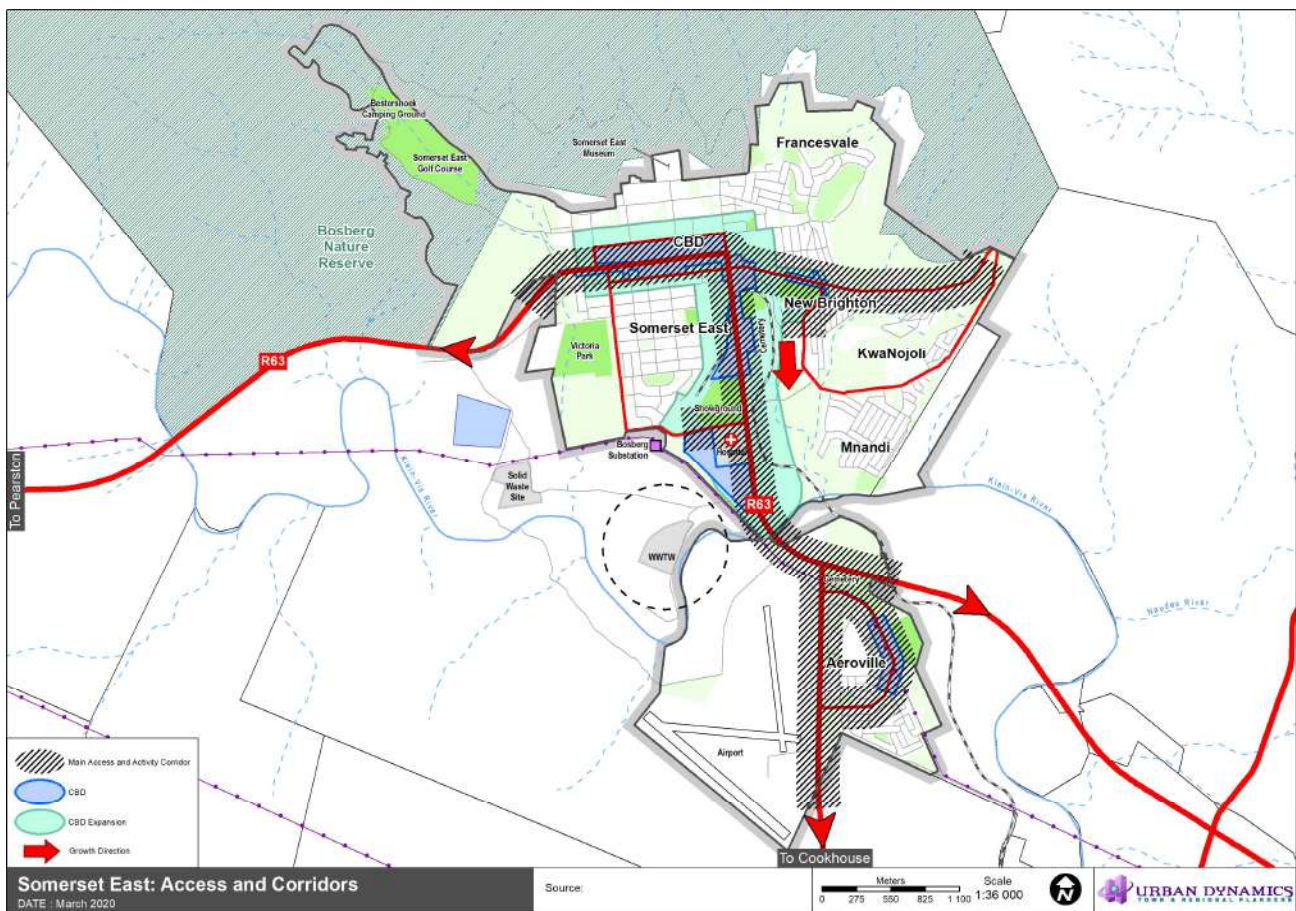 Bestershoek
Camping Ground
Somerset East
Golf Course
Somerset East
Museum
Francesvale
Bosberg
Nature
Reserve
CBD
New Brighton
Somerset East
Cemetery
Victoria
Park
KwaNojoli
R63
Showground
Mnandi
Bosberg
Substation
To Pearston
Klein-Vis River
Solid
Waste
Site
R63
Klein-Vis River
WWTW
Cemetery
Naudes River
Aeroville
Airport
Main Access and Activity Corridor
CBD
CBD Expansion
Growth Direction
To Cookhouse
Somerset East: Access and Corridors
DATE : March 2020
Source:
Meters
0 275 550 825 1 100
Scale
1:36 000
N
URBAN DYNAMICS
TOWN & REGIONAL PLANNERS